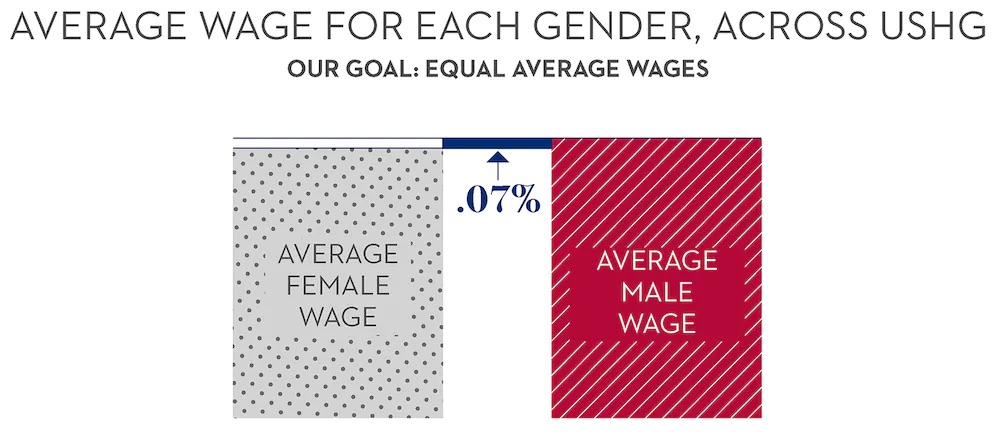 AVERAGE WAGE FOR EACH GENDER, ACROSS USHG
OUR GOAL: EQUAL AVERAGE WAGES
.07%
AVERAGE
FEMALE
WAGE
AVERAGE
MALE
WAGE